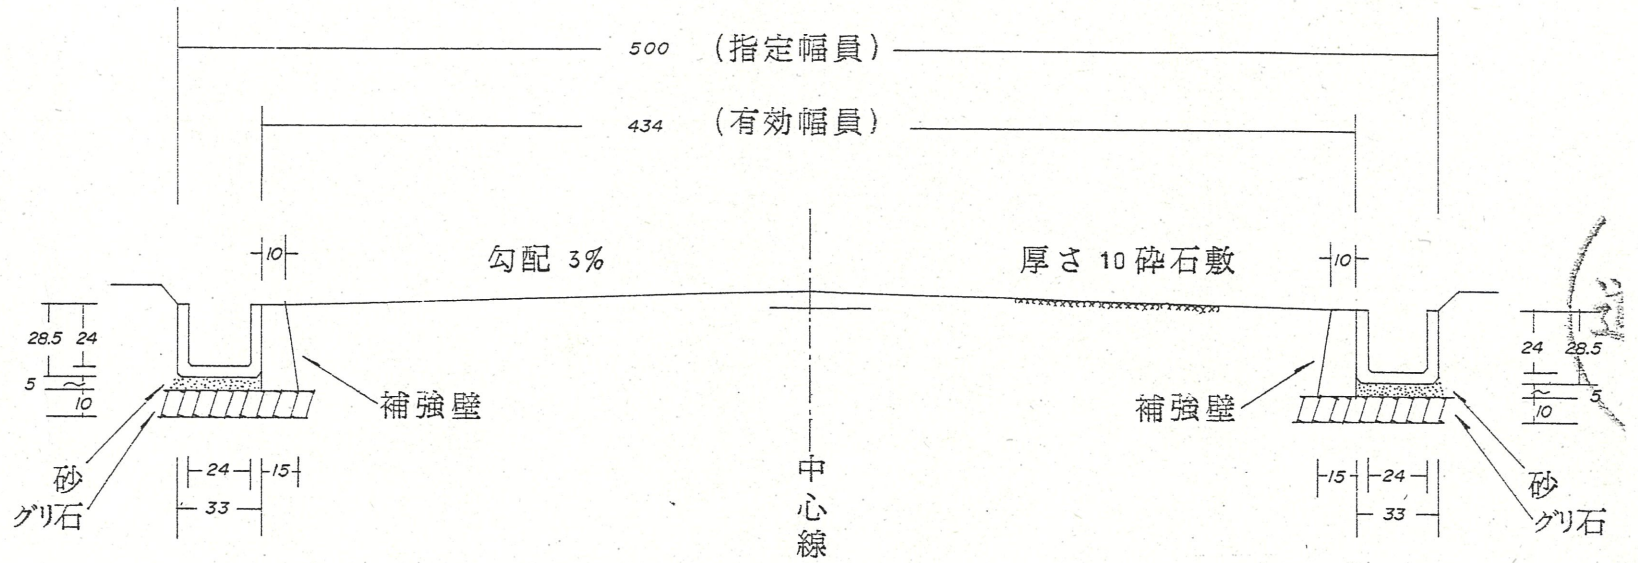 500 (指定幅員)
434 (有効幅員)
10 勾配 3% 厚さ 10 砕石敷 10
28.5 24 24 28.5
5 ~ ~ 5
10 10
補強壁 補強壁
砂 24 15 中心線 15 24 砂
グリ石 33 33 グリ石